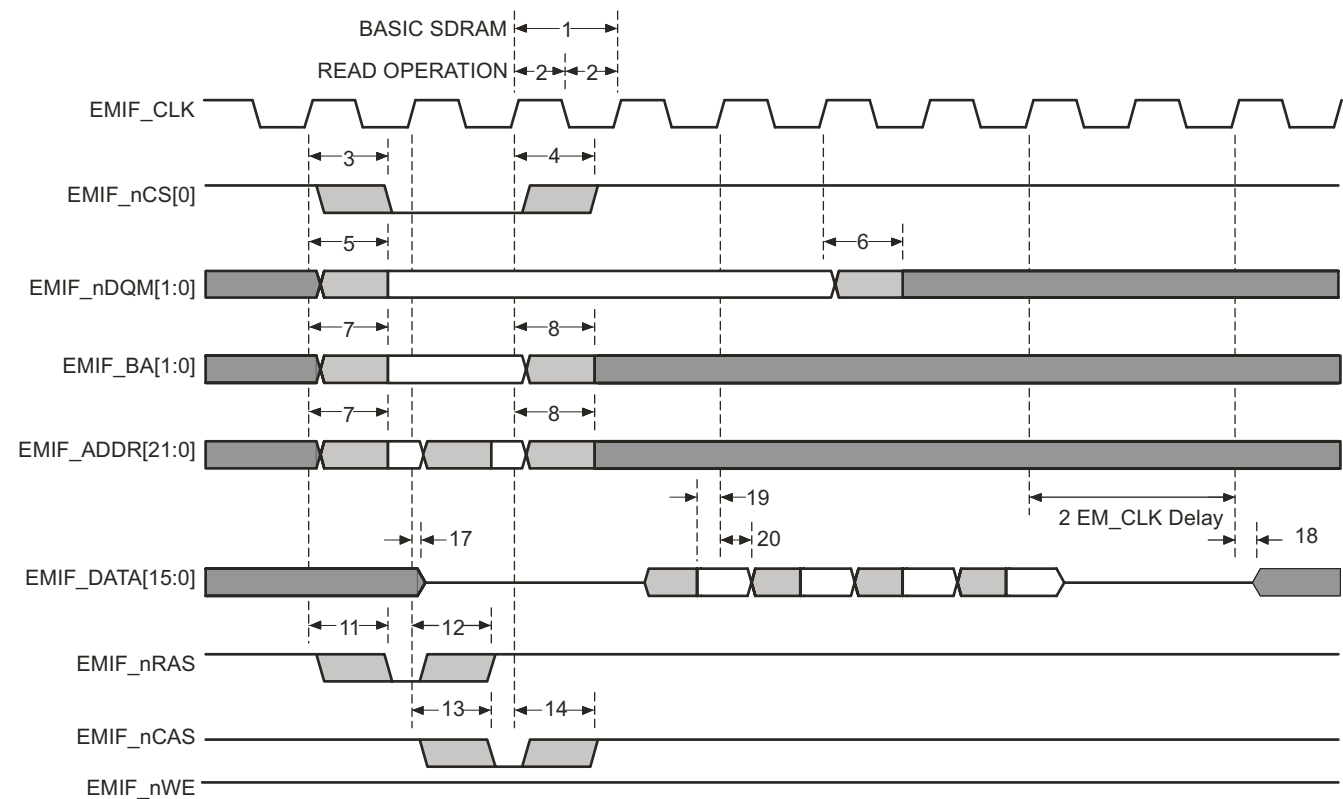 BASIC SDRAM 1
READ OPERATION 2 2
EMIF_CLK
3 4
EMIF_nCS[0]
5 6
EMIF_nDQM[1:0]
7 8
EMIF_BA[1:0]
7 8
EMIF_ADDR[21:0]
19
2 EM_CLK Delay
17 20 18
EMIF_DATA[15:0]
11 12
EMIF_nRAS
13 14
EMIF_nCAS
EMIF_nWE